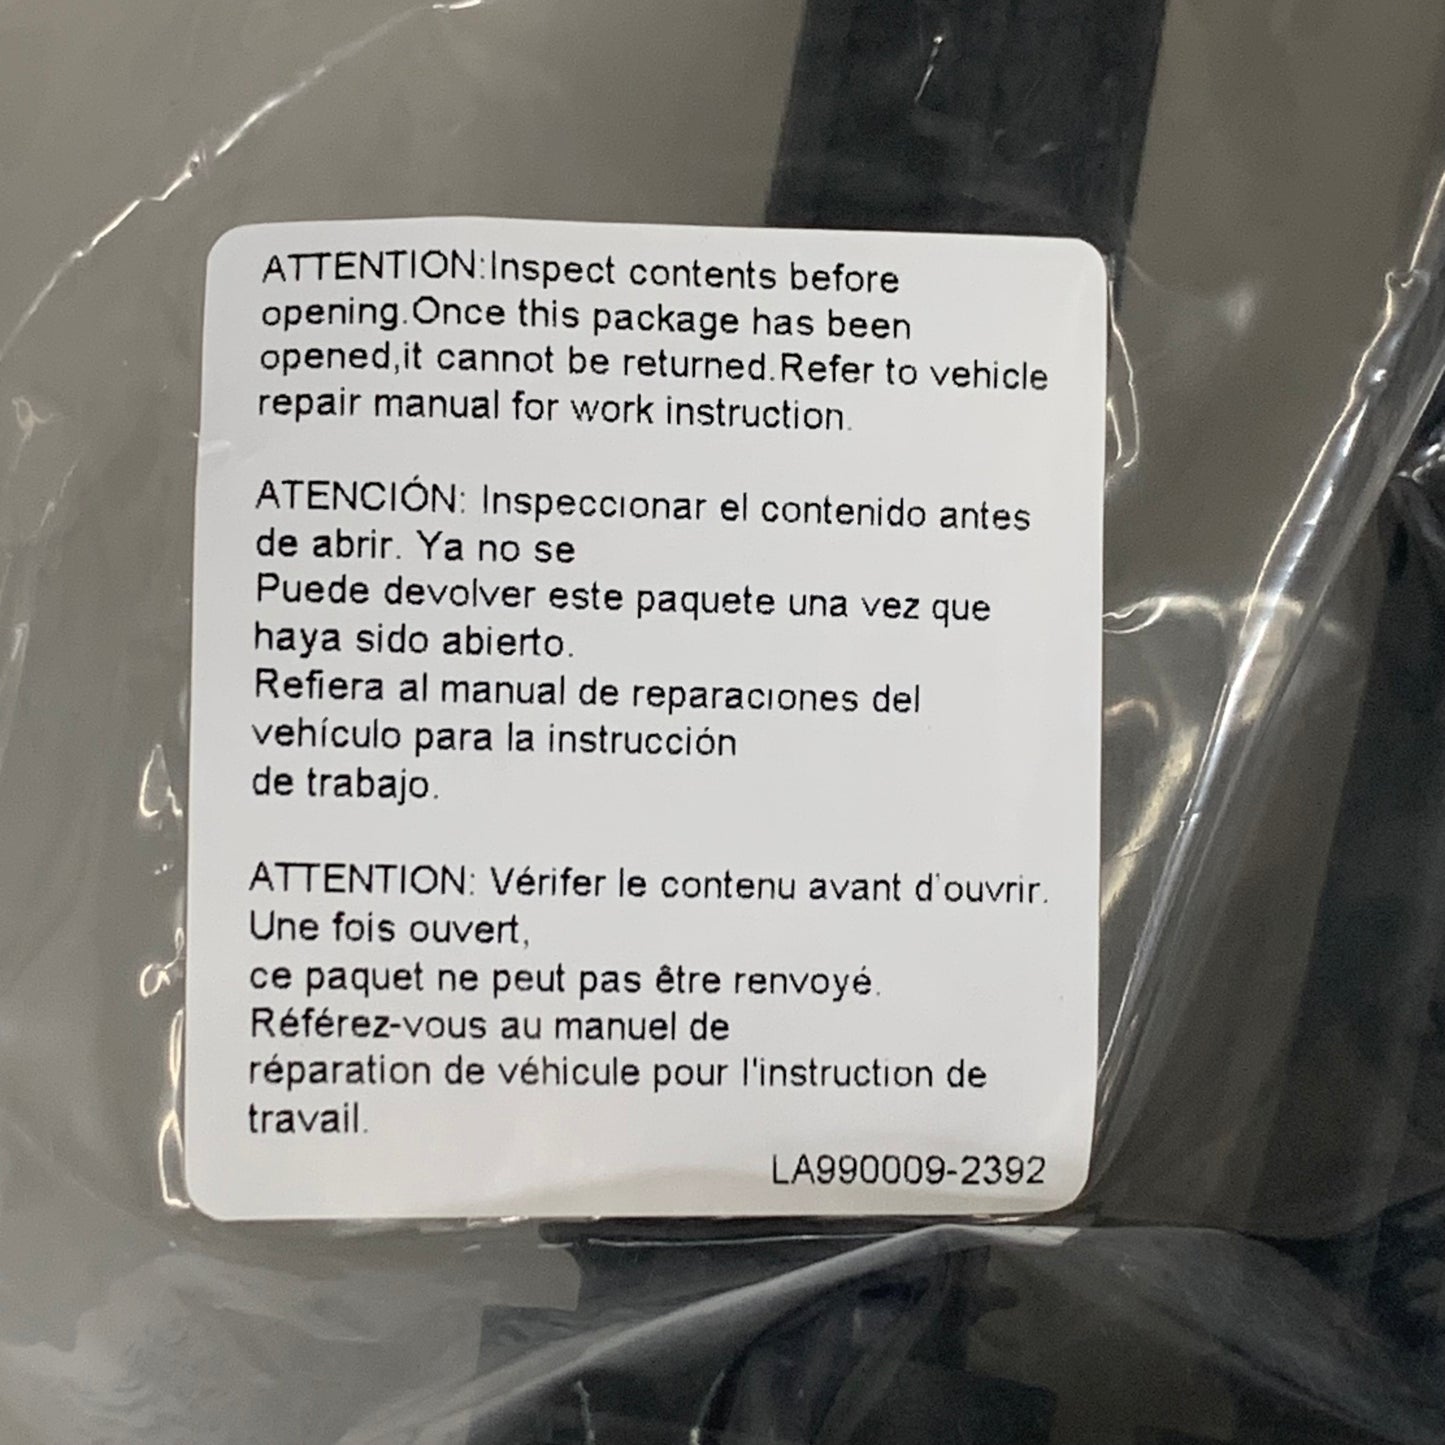 ATTENTION:Inspect contents before
opening.Once this package has been
opened,it cannot be returned.Refer to vehicle
repair manual for work instruction.
ATENCIÓN: Inspeccionar el contenido antes
de abrir. Ya no se
Puede devolver este paquete una vez que
haya sido abierto.
Refiera al manual de reparaciones del
vehículo para la instrucción
de trabajo.
ATTENTION: Vérifer le contenu avant d'ouvrir.
Une fois ouvert,
ce paquet ne peut pas être renvoyé.
Référez-vous au manuel de
réparation de véhicule pour l'instruction de
travail.
LA990009-2392